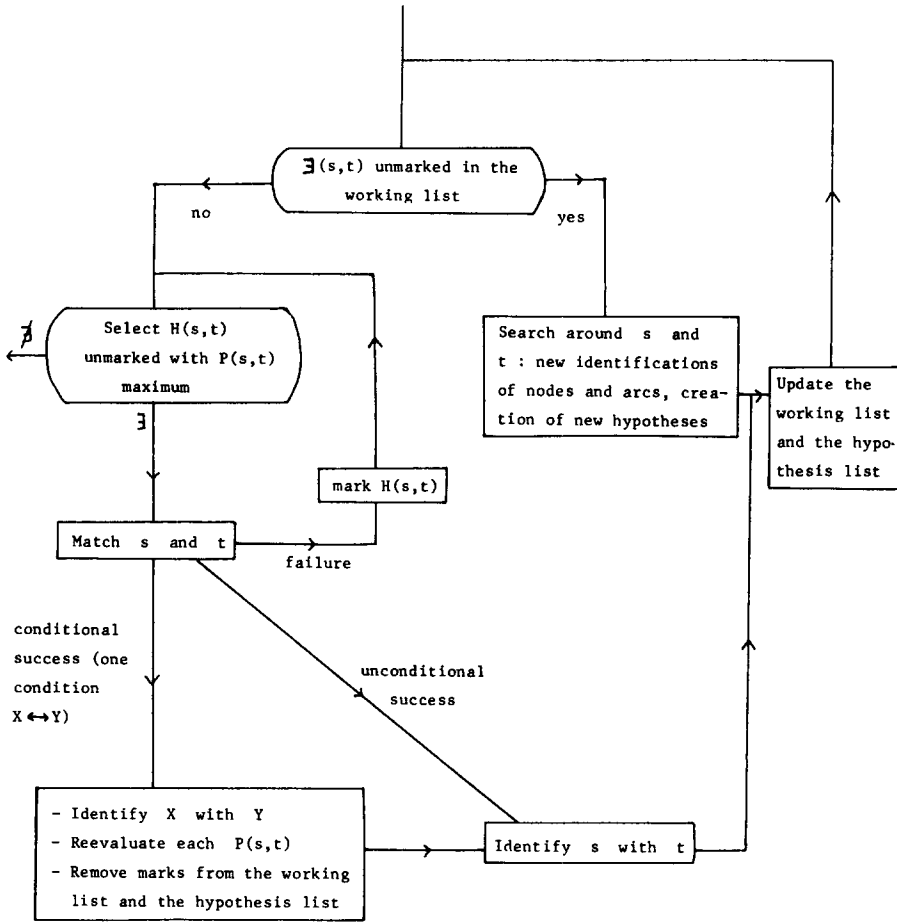 ∃(s,t) unmarked in the
working list
no
yes
Select H(s,t)
unmarked with P(s,t)
maximum
∄
∃
Search around s and
t : new identifications
of nodes and arcs, crea-
tion of new hypotheses
Update the
working list
and the hypo-
thesis list
mark H(s,t)
Match s and t
failure
conditional
success (one
condition
X ↔ Y)
unconditional
success
- Identify X with Y
- Reevaluate each P(s,t)
- Remove marks from the working
list and the hypothesis list
Identify s with t